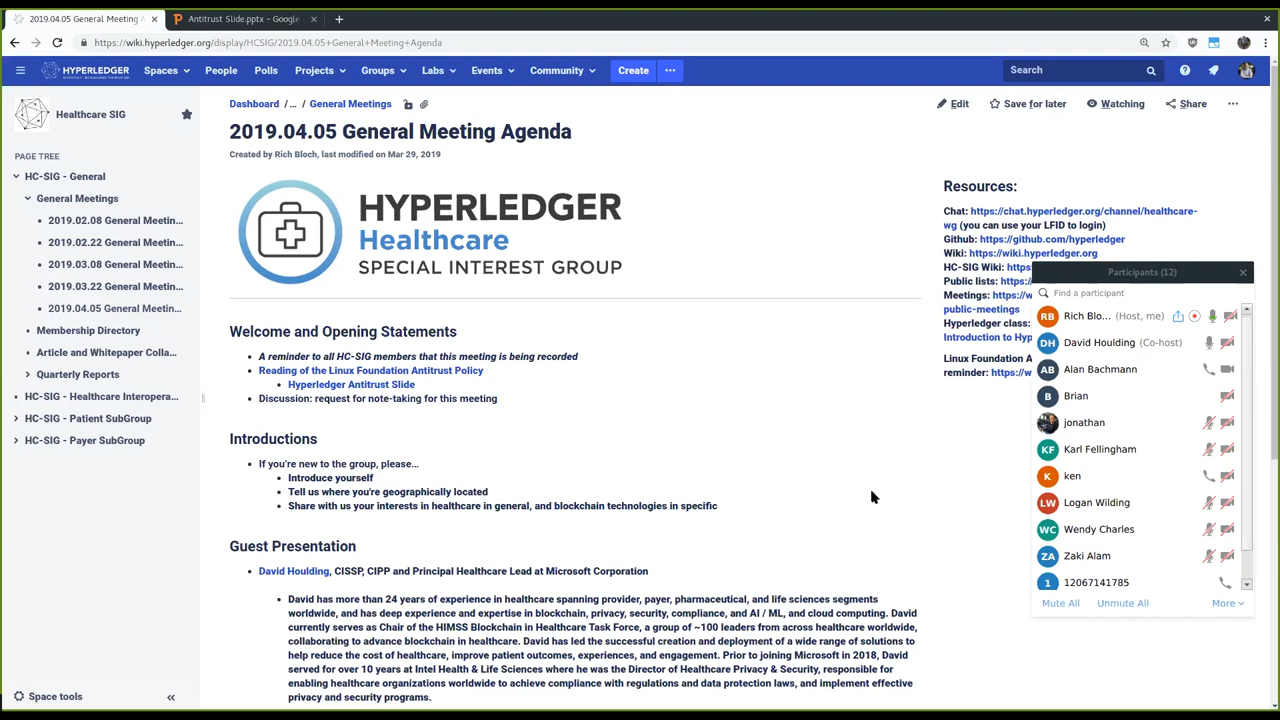 2019.04.05 General Meeting A
Antitrust Slide.pptx - Google
https://wiki.hyperledger.org/display/HCSIG/2019.04.05+General+Meeting+Agenda
HYPERLEDGER
Spaces
People
Polls
Projects
Groups
Labs
Events
Community
Create
Search
Healthcare SIG
PAGE TREE
HC-SIG - General
General Meetings
2019.02.08 General Meetin...
2019.02.22 General Meetin...
2019.03.08 General Meetin...
2019.03.22 General Meetin...
2019.04.05 General Meetin...
Membership Directory
Article and Whitepaper Colla...
Quarterly Reports
HC-SIG - Healthcare Interopera...
HC-SIG - Patient SubGroup
HC-SIG - Payer SubGroup
Space tools
Dashboard /... / General Meetings
Edit
Save for later
Watching
Share
2019.04.05 General Meeting Agenda
Created by Rich Bloch, last modified on Mar 29, 2019
HYPERLEDGER
Healthcare
SPECIAL INTEREST GROUP
Welcome and Opening Statements
A reminder to all HC-SIG members that this meeting is being recorded
Reading of the Linux Foundation Antitrust Policy
Hyperledger Antitrust Slide
Discussion: request for note-taking for this meeting
Introductions
If you're new to the group, please...
Introduce yourself
Tell us where you're geographically located
Share with us your interests in healthcare in general, and blockchain technologies in specific
Guest Presentation
David Houlding, CISSP, CIPP and Principal Healthcare Lead at Microsoft Corporation
David has more than 24 years of experience in healthcare spanning provider, payer, pharmaceutical, and life sciences segments
worldwide, and has deep experience and expertise in blockchain, privacy, security, compliance, and AI / ML, and cloud computing. David
currently serves as Chair of the HIMSS Blockchain in Healthcare Task Force, a group of ~100 leaders from across healthcare worldwide,
collaborating to advance blockchain in healthcare. David has led the successful creation and deployment of a wide range of solutions to
help reduce the cost of healthcare, improve patient outcomes, experiences, and engagement. Prior to joining Microsoft in 2018, David
served for over 10 years at Intel Health & Life Sciences where he was the Director of Healthcare Privacy & Security, responsible for
enabling healthcare organizations worldwide to achieve compliance with regulations and data protection laws, and implement effective
privacy and security programs.
Resources:
Chat: https://chat.hyperledger.org/channel/healthcare-
wg (you can use your LFID to login)
Github: https://github.com/hyperledger
Wiki: https://wiki.hyperledger.org
HC-SIG Wiki: https
Public lists: https:/
Meetings: https://w
public-meetings
Hyperledger class:
Introduction to Hyp
Linux Foundation A
reminder: https://w
Participants (12)
Find a participant
RB Rich Blo... (Host, me)
DH David Houlding (Co-host)
AB Alan Bachmann
B Brian
jonathan
KF Karl Fellingham
K ken
LW Logan Wilding
WC Wendy Charles
ZA Zaki Alam
1 12067141785
Mute All
Unmute All
More